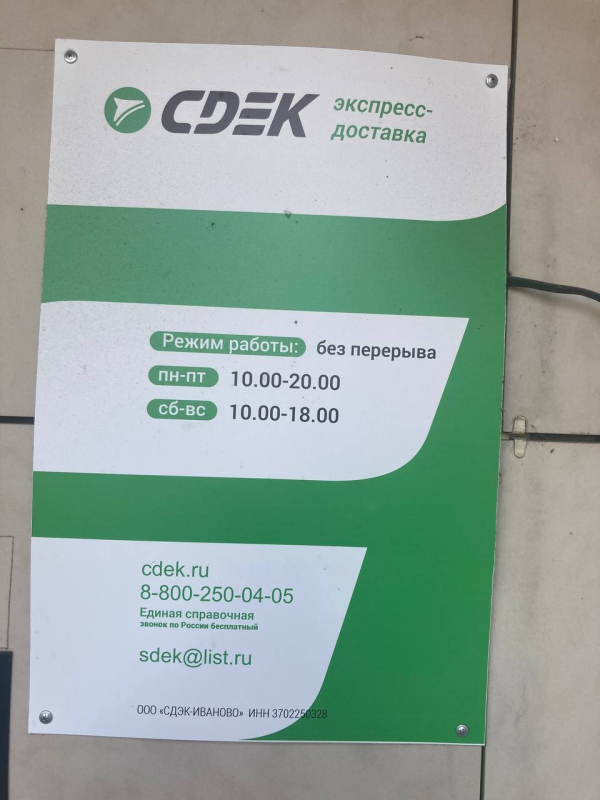 CDEK экспресс-
доставка
Режим работы: без перерыва
пн-пт 10.00-20.00
сб-вс 10.00-18.00
cdek.ru
8-800-250-04-05
Единая справочная
звонок по России бесплатный
sdek@list.ru
ООО «СДЭК-ИВАНОВО» ИНН 3702250328